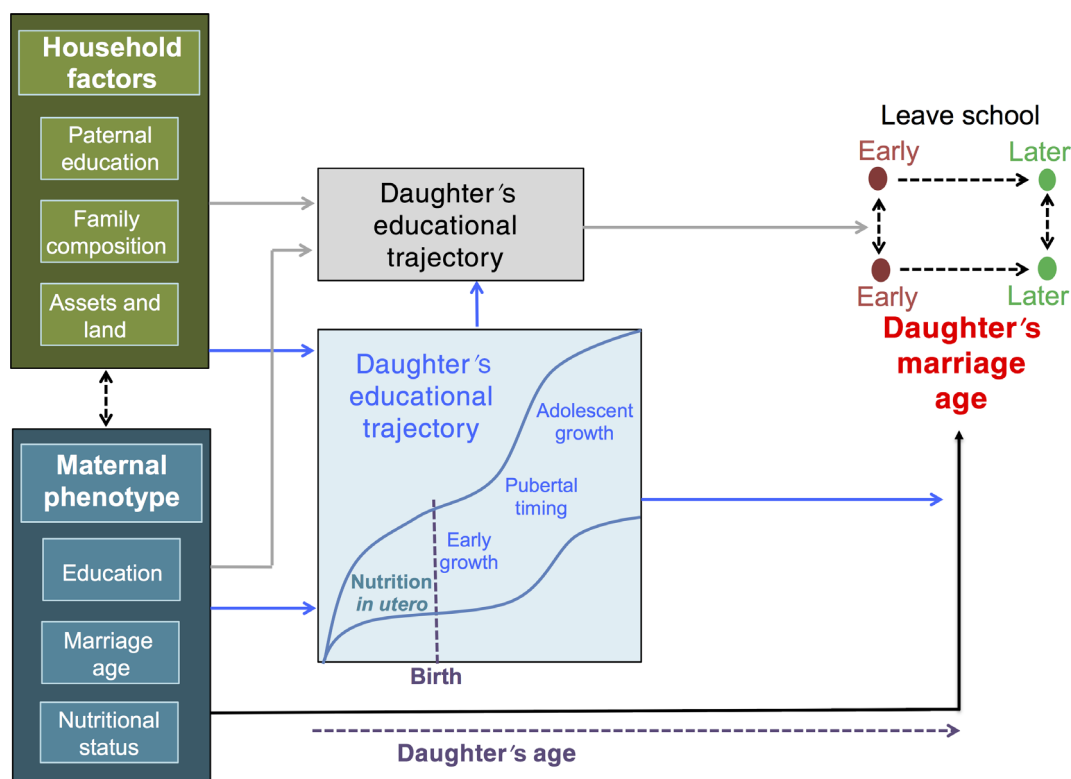 Household
factors
Paternal
education
Family
composition
Assets and
land
Maternal
phenotype
Education
Marriage
age
Nutritional
status
Daughter′s
educational
trajectory
Daughter′s
educational
trajectory
Adolescent
growth
Pubertal
timing
Early
growth
Nutrition
in utero
Birth
Daughter′s age
Leave school
Early Later
Early Later
Daughter′s
marriage
age